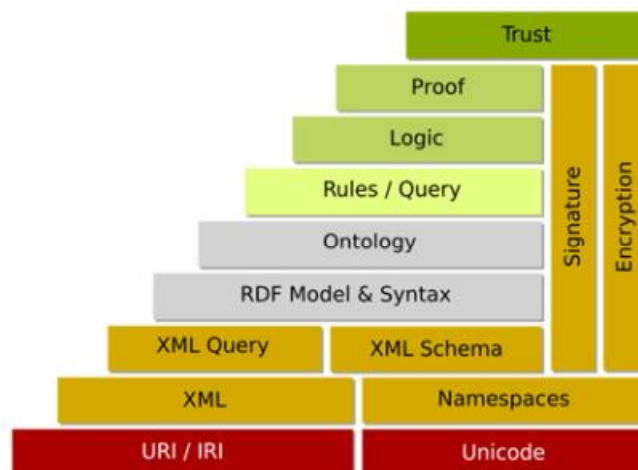 Trust
Proof
Logic
Rules / Query
Ontology
RDF Model & Syntax
XML Query
XML Schema
Signature
Encryption
XML
Namespaces
URI / IRI
Unicode